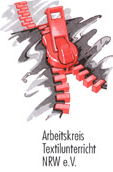 Arbeitskreis
Textilunterricht
NRW e.V.